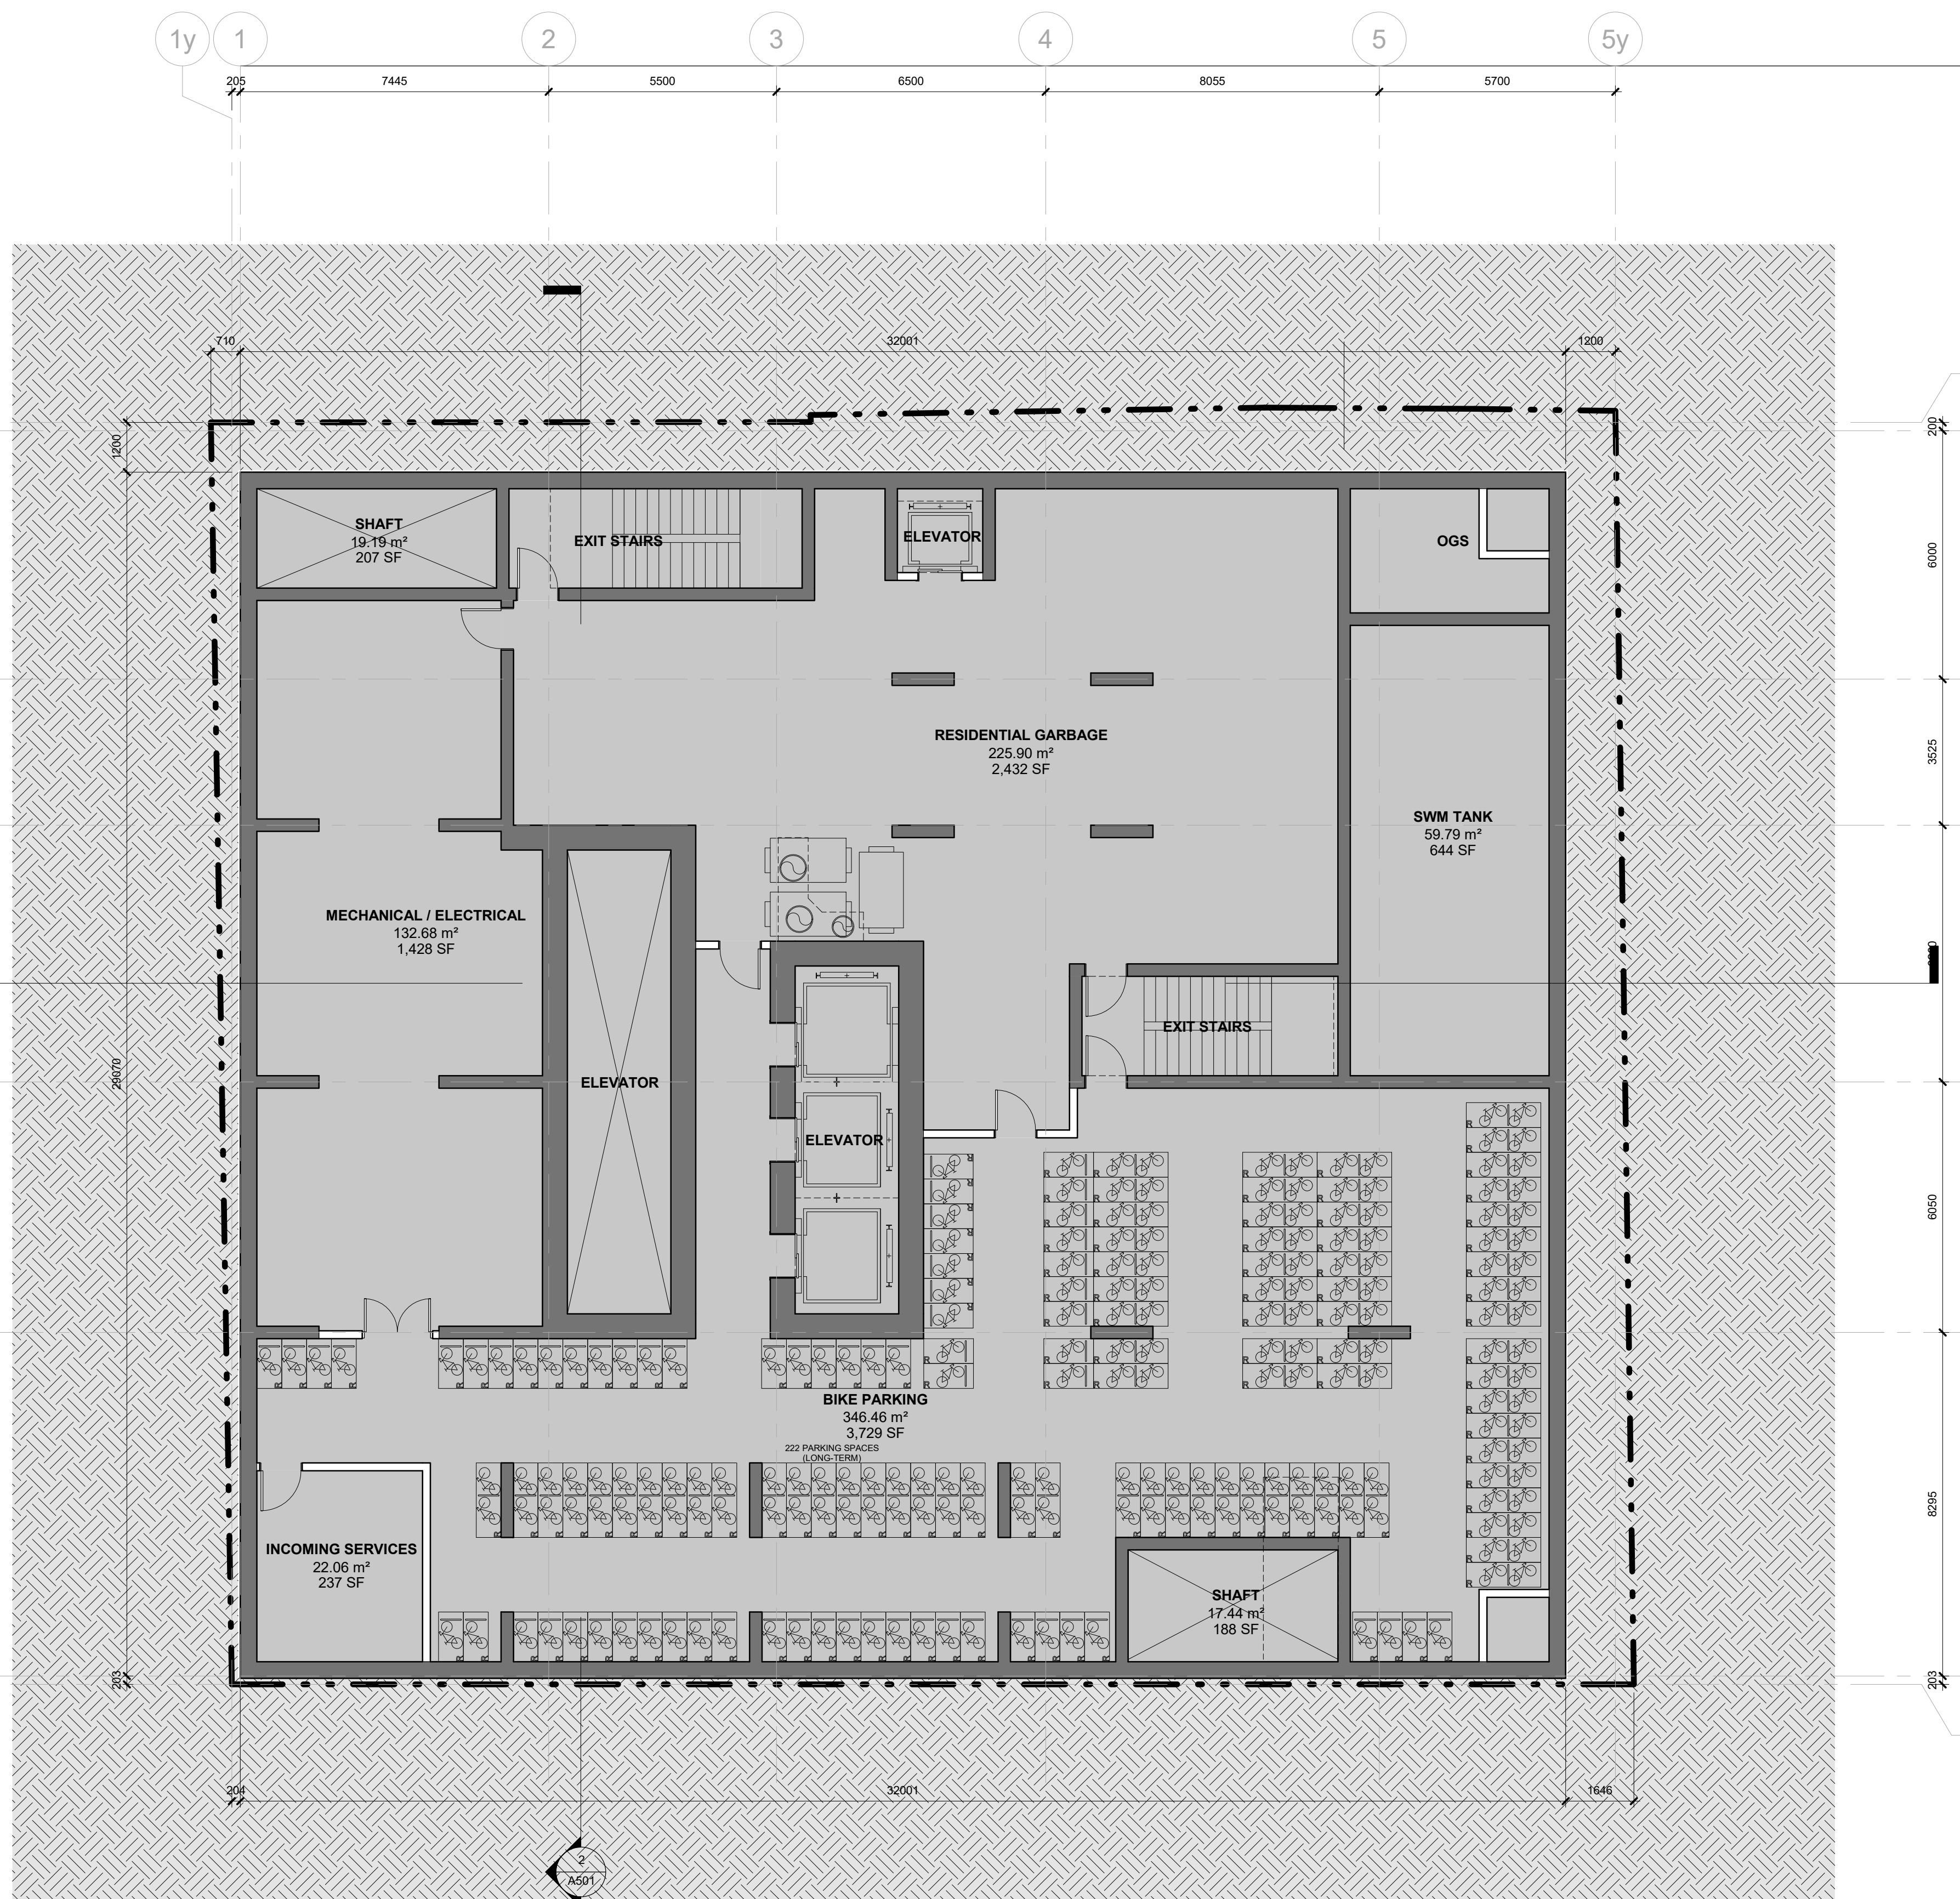 1y
1
2
3
4
5
5y
205
7445
5500
6500
8055
5700
710
32001
1200
1200
200
SHAFT
19.19 m²
207 SF
EXIT STAIRS
ELEVATOR
OGS
6000
RESIDENTIAL GARBAGE
225.90 m²
2,432 SF
3525
SWM TANK
59.79 m²
644 SF
MECHANICAL / ELECTRICAL
132.68 m²
1,428 SF
EXIT STAIRS
29070
ELEVATOR
ELEVATOR
6050
BIKE PARKING
346.46 m²
3,729 SF
222 PARKING SPACES
(LONG-TERM)
8295
INCOMING SERVICES
22.06 m²
237 SF
SHAFT
17.44 m²
188 SF
203
203
204
32001
1646
2
A501